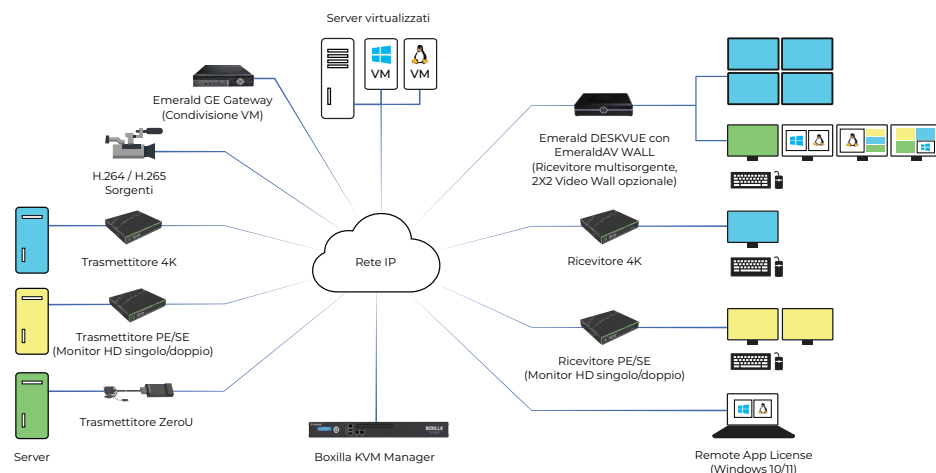 Server virtualizzati
VM
VM
Emerald GE Gateway
(Condivisione VM)
H.264 / H.265
Sorgenti
Emerald DESKVUE con
EmeraldAV WALL
(Ricevitore multisorgente,
2X2 Video Wall opzionale)
Trasmettitore 4K
Rete IP
Ricevitore 4K
Trasmettitore PE/SE
(Monitor HD singolo/doppio)
Ricevitore PE/SE
(Monitor HD singolo/doppio)
Trasmettitore ZeroU
BOXILLA
Server
Boxilla KVM Manager
Remote App License
(Windows 10/11)